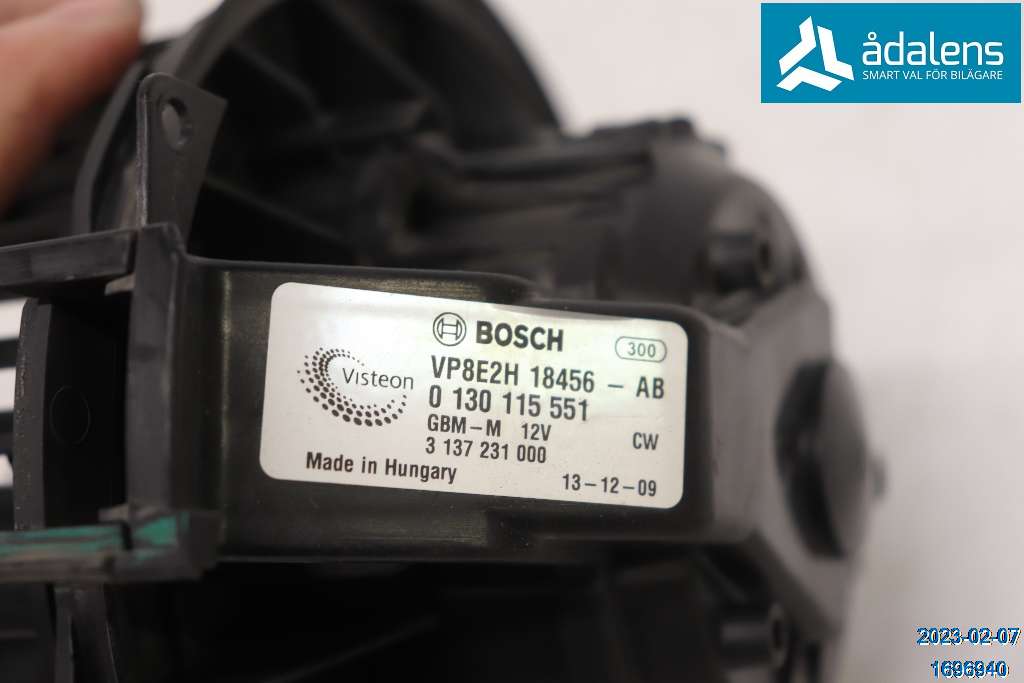 ådalens
SMART VAL FÖR BILÄGARE
BOSCH
300
Visteon
VP8E2H 18456 - AB
0 130 115 551
GBM-M 12V
CW
3 137 231 000
Made in Hungary
13-12-09
2023-02-07
1696940